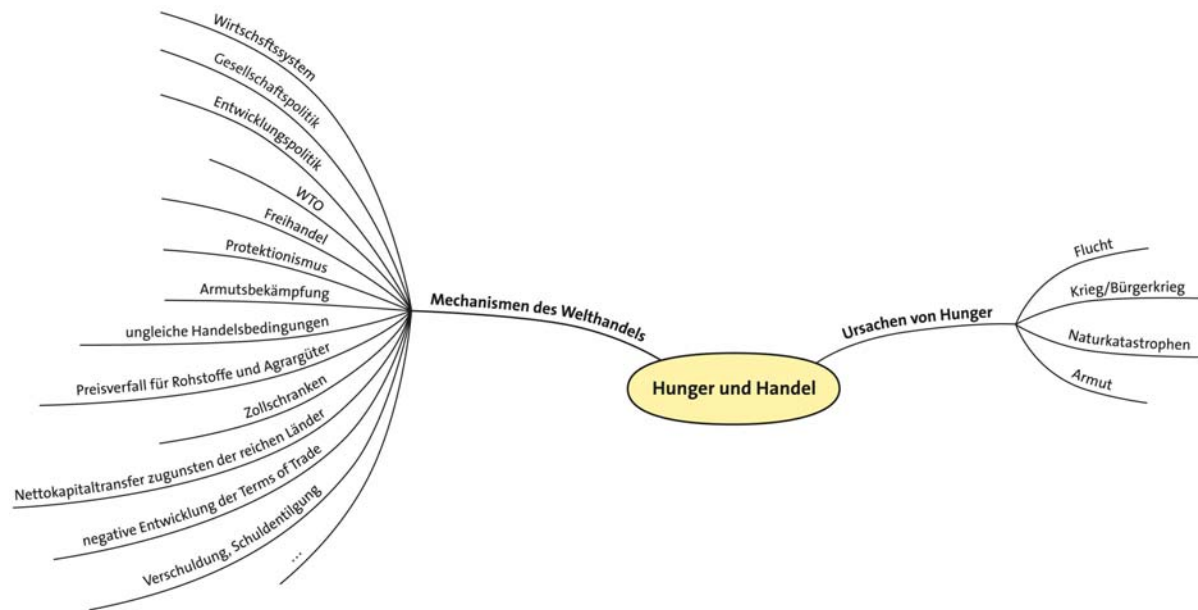 Wirtschsftssystem
Gesellschaftspolitik
Entwicklungspolitik
WTO
Freihandel
Protektionismus
Armutsbekämpfung
ungleiche Handelsbedingungen
Preisverfall für Rohstoffe und Agrargüter
Zollschranken
Nettokapitaltransfer zugunsten der reichen Länder
negative Entwicklung der Terms of Trade
Verschuldung, Schuldentilgung
...
Mechanismen des Welthandels
Hunger und Handel
Ursachen von Hunger
Flucht
Krieg/Bürgerkrieg
Naturkatastrophen
Armut